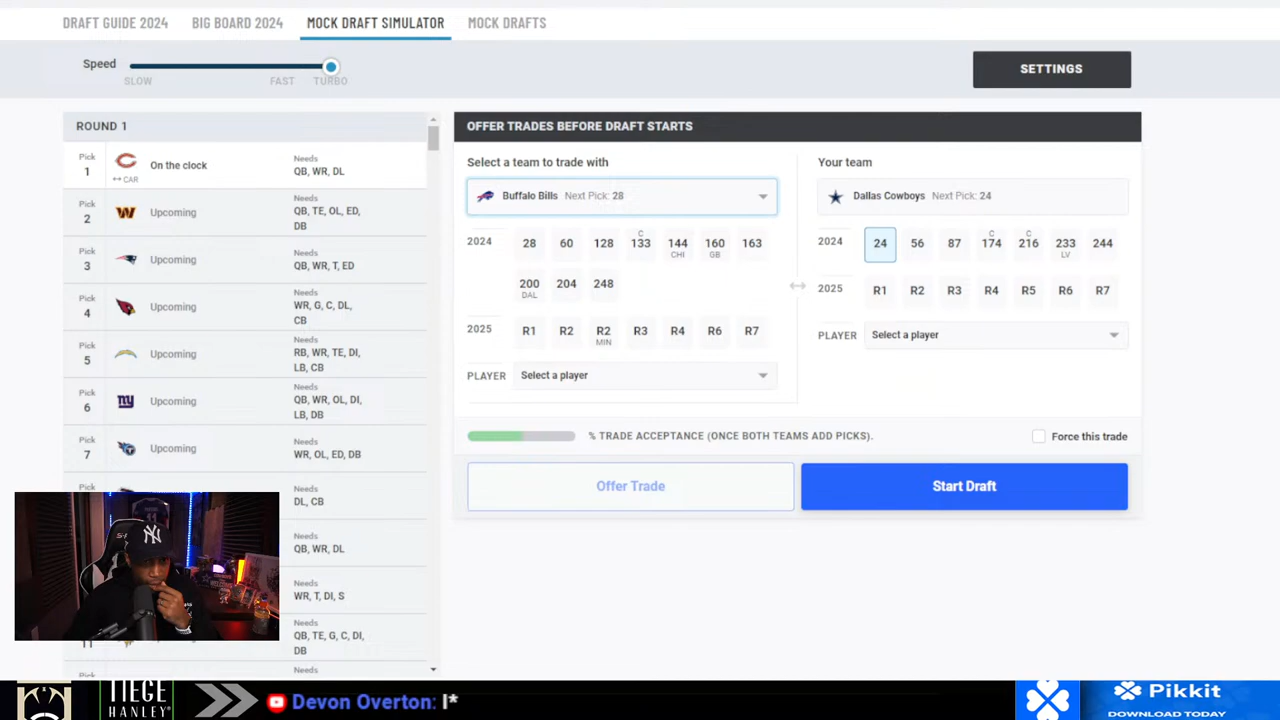 DRAFT GUIDE 2024 BIG BOARD 2024 MOCK DRAFT SIMULATOR MOCK DRAFTS
Speed
SLOW FAST TURBO
SETTINGS
ROUND 1
Pick 1 CAR On the clock Needs QB, WR, DL
Pick 2 Upcoming Needs QB, TE, OL, ED, DB
Pick 3 Upcoming Needs QB, WR, T, ED
Pick 4 Upcoming Needs WR, G, C, DL, CB
Pick 5 Upcoming Needs RB, WR, TE, DI, LB, CB
Pick 6 Upcoming Needs QB, WR, OL, DI, LB, DB
Pick 7 Upcoming Needs WR, OL, ED, DB
Pick Needs DL, CB
Needs QB, WR, DL
Needs WR, T, DI, S
11 Needs QB, TE, G, C, DI, DB
Pick Needs
OFFER TRADES BEFORE DRAFT STARTS
Select a team to trade with
Buffalo Bills Next Pick: 28
2024 28 60 128 C 133 144 CHI 160 GB 163
200 DAL 204 248
2025 R1 R2 R2 MIN R3 R4 R6 R7
PLAYER Select a player
Your team
Dallas Cowboys Next Pick: 24
2024 24 56 87 C 174 C 216 233 LV 244
2025 R1 R2 R3 R4 R5 R6 R7
PLAYER Select a player
% TRADE ACCEPTANCE (ONCE BOTH TEAMS ADD PICKS).
Force this trade
Offer Trade
Start Draft
NY
TIEGE
HANLEY
Devon Overton: I*
Pikkit
DOWNLOAD TODAY